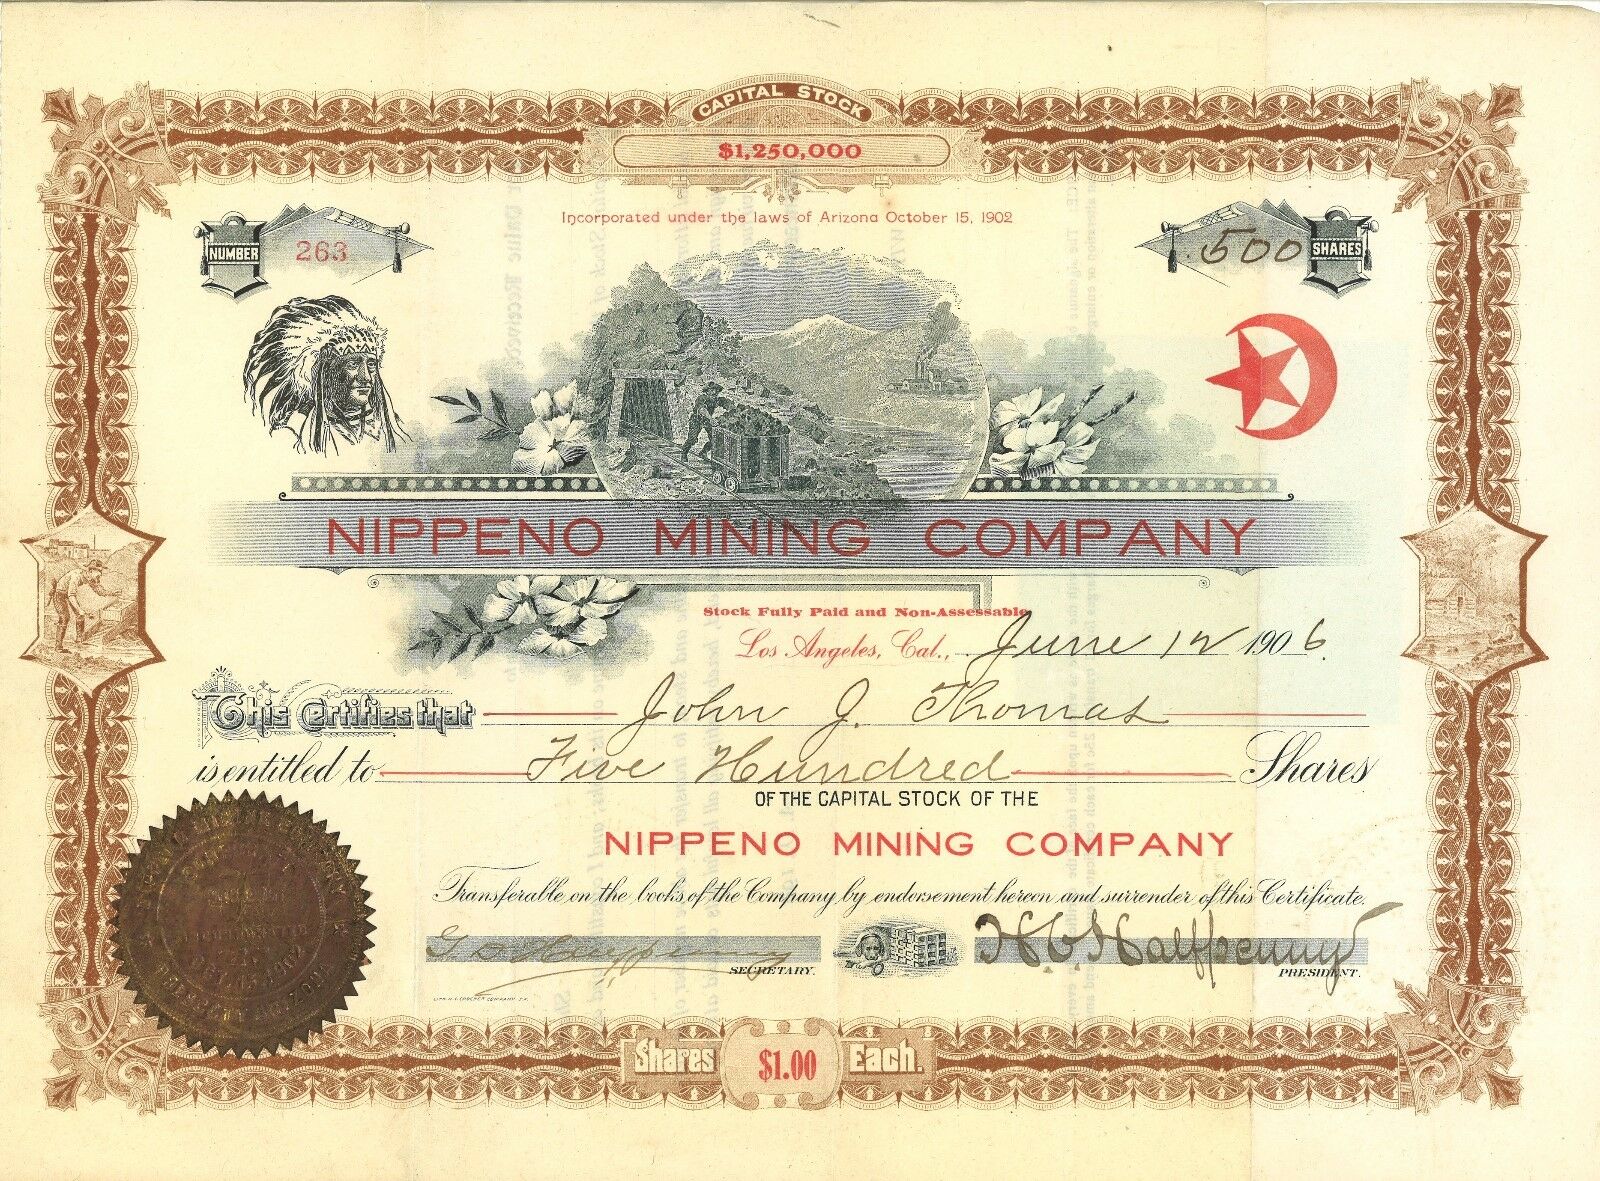 CAPITAL STOCK
$1,250,000
Incorporated under the laws of Arizona October 15, 1902
NUMBER 263
500 SHARES
NIPPENO MINING COMPANY
Stock Fully Paid and Non-Assessable
Los Angeles, Cal., June 12 1906.
This Certifies that John J. Thomas
is entitled to Five Hundred Shares
OF THE CAPITAL STOCK OF THE
NIPPENO MINING COMPANY
Transferable on the books of the Company by endorsement hereon and surrender of this Certificate.
SECRETARY.
H C Halfpenny
PRESIDENT.
Shares $1.00 Each.